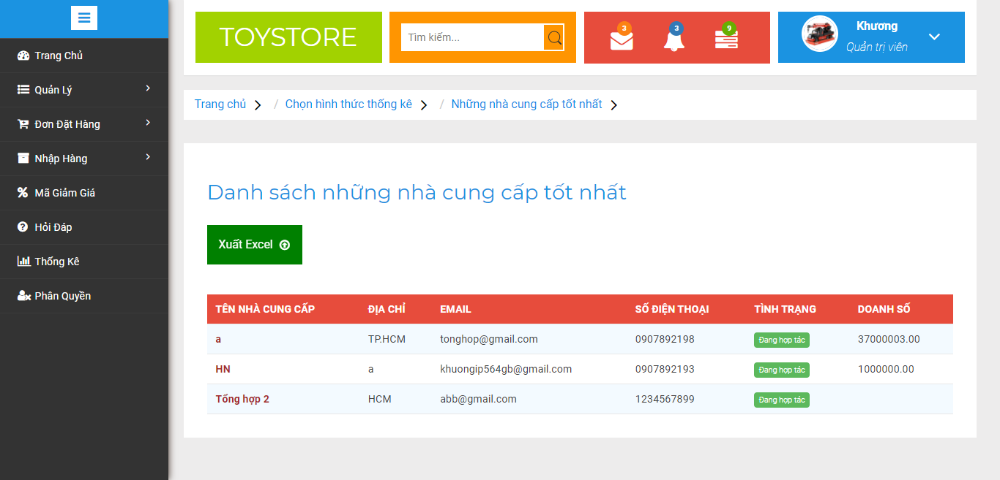 TOYSTORE
Tìm kiếm...
3
3
9
Khương
Quản trị viên
Trang Chủ
Quản Lý
Đơn Đặt Hàng
Nhập Hàng
Mã Giảm Giá
Hỏi Đáp
Thống Kê
Phân Quyền
Trang chủ / Chọn hình thức thống kê / Những nhà cung cấp tốt nhất
Danh sách những nhà cung cấp tốt nhất
Xuất Excel
TÊN NHÀ CUNG CẤP ĐỊA CHỈ EMAIL SỐ ĐIỆN THOẠI TÌNH TRẠNG DOANH SỐ
a TP.HCM tonghop@gmail.com 0907892198 Đang hợp tác 37000003.00
HN a khuongip564gb@gmail.com 0907892193 Đang hợp tác 1000000.00
Tổng hợp 2 HCM abb@gmail.com 1234567899 Đang hợp tác